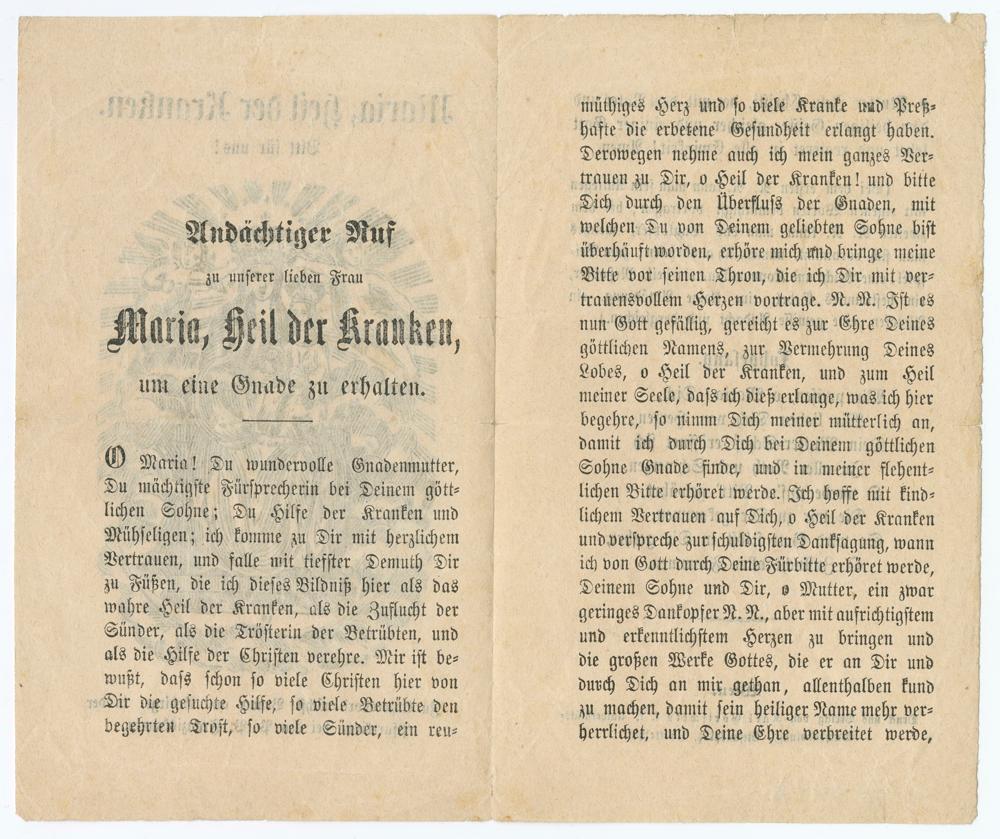 Andächtiger Ruf
zu unserer lieben Frau
Maria, Heil der Kranken,
um eine Gnade zu erhalten.
O Maria! Du wundervolle Gnadenmutter,
Du mächtigste Fürsprecherin bei Deinem gött-
lichen Sohne; Du Hilfe der Kranken und
Mühseligen; ich komme zu Dir mit herzlichem
Vertrauen, und falle mit tiefster Demuth Dir
zu Füßen, die ich dieses Bildniß hier als das
wahre Heil der Kranken, als die Zuflucht der
Sünder, als die Trösterin der Betrübten, und
als die Hilfe der Christen verehre. Mir ist be-
wußt, dass schon so viele Christen hier von
Dir die gesuchte Hilfe, so viele Betrübte den
begehrten Trost, so viele Sünder, ein reu-
müthiges Herz und so viele Kranke und Preß-
hafte die erbetene Gesundheit erlangt haben.
Derowegen nehme auch ich mein ganzes Ver-
trauen zu Dir, o Heil der Kranken! und bitte
Dich durch den Überfluss der Gnaden, mit
welchen Du von Deinem geliebten Sohne bist
überhäuft worden, erhöre mich und bringe meine
Bitte vor seinen Thron, die ich Dir mit ver-
trauensvollem Herzen vortrage. N. N. Ist es
nun Gott gefällig, gereicht es zur Ehre Deines
göttlichen Namens, zur Vermehrung Deines
Lobes, o Heil der Kranken, und zum Heil
meiner Seele, dass ich dieß erlange, was ich hier
begehre, so nimm Dich meiner mütterlich an,
damit ich durch Dich bei Deinem göttlichen
Sohne Gnade finde, und in meiner flehent-
lichen Bitte erhöret werde. Ich hoffe mit kind-
lichem Vertrauen auf Dich, o Heil der Kranken
und verspreche zur schuldigsten Danksagung, wann
ich von Gott durch Deine Fürbitte erhöret werde,
Deinem Sohne und Dir, o Mutter, ein zwar
geringes Dankopfer N. N., aber mit aufrichtigstem
und erkenntlichstem Herzen zu bringen und
die großen Werke Gottes, die er an Dir und
durch Dich an mir gethan, allenthalben kund
zu machen, damit sein heiliger Name mehr ver-
herrlichet, und Deine Ehre verbreitet werde,